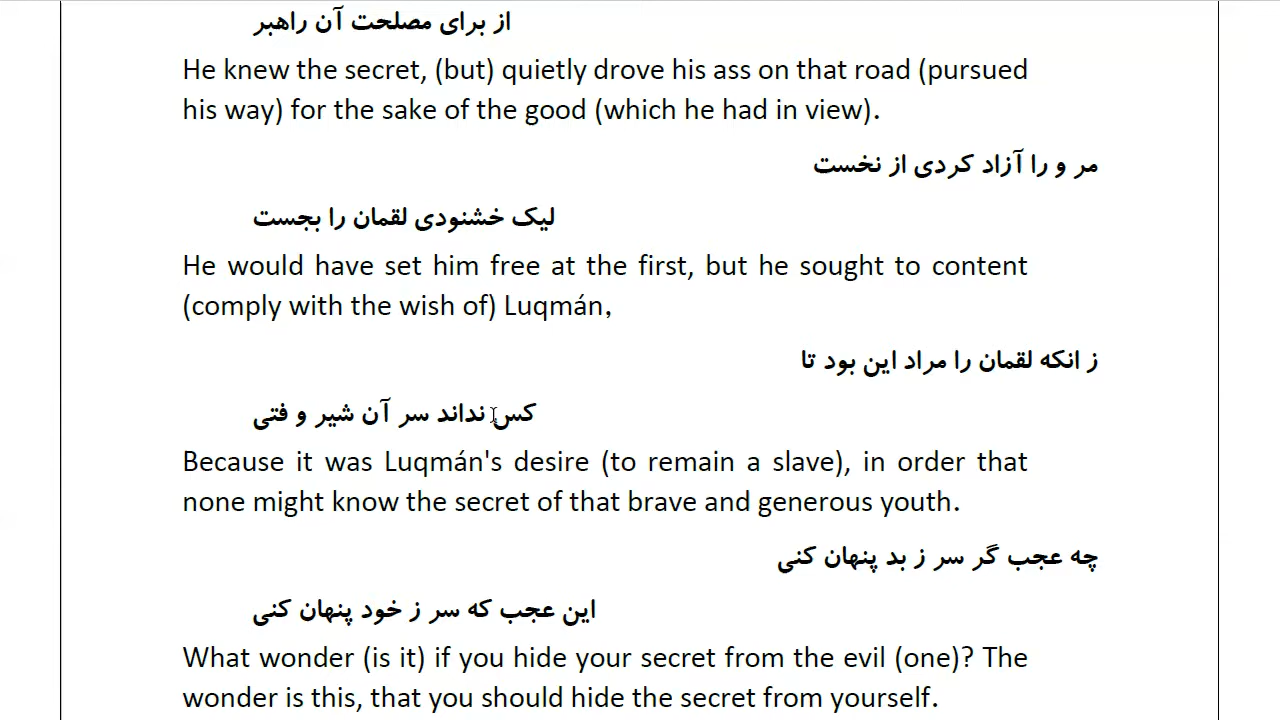 از برای مصلحت آن راهبر
He knew the secret, (but) quietly drove his ass on that road (pursued
his way) for the sake of the good (which he had in view).
مر و را آزاد کردی از نخست
لیک خشنودی لقمان را بجست
He would have set him free at the first, but he sought to content
(comply with the wish of) Luqmán,
ز انکه لقمان را مراد این بود تا
کس نداند سر آن شیر و فتی
Because it was Luqmán's desire (to remain a slave), in order that
none might know the secret of that brave and generous youth.
چه عجب گر سر ز بد پنهان کنی
این عجب که سر ز خود پنهان کنی
What wonder (is it) if you hide your secret from the evil (one)? The
wonder is this, that you should hide the secret from yourself.